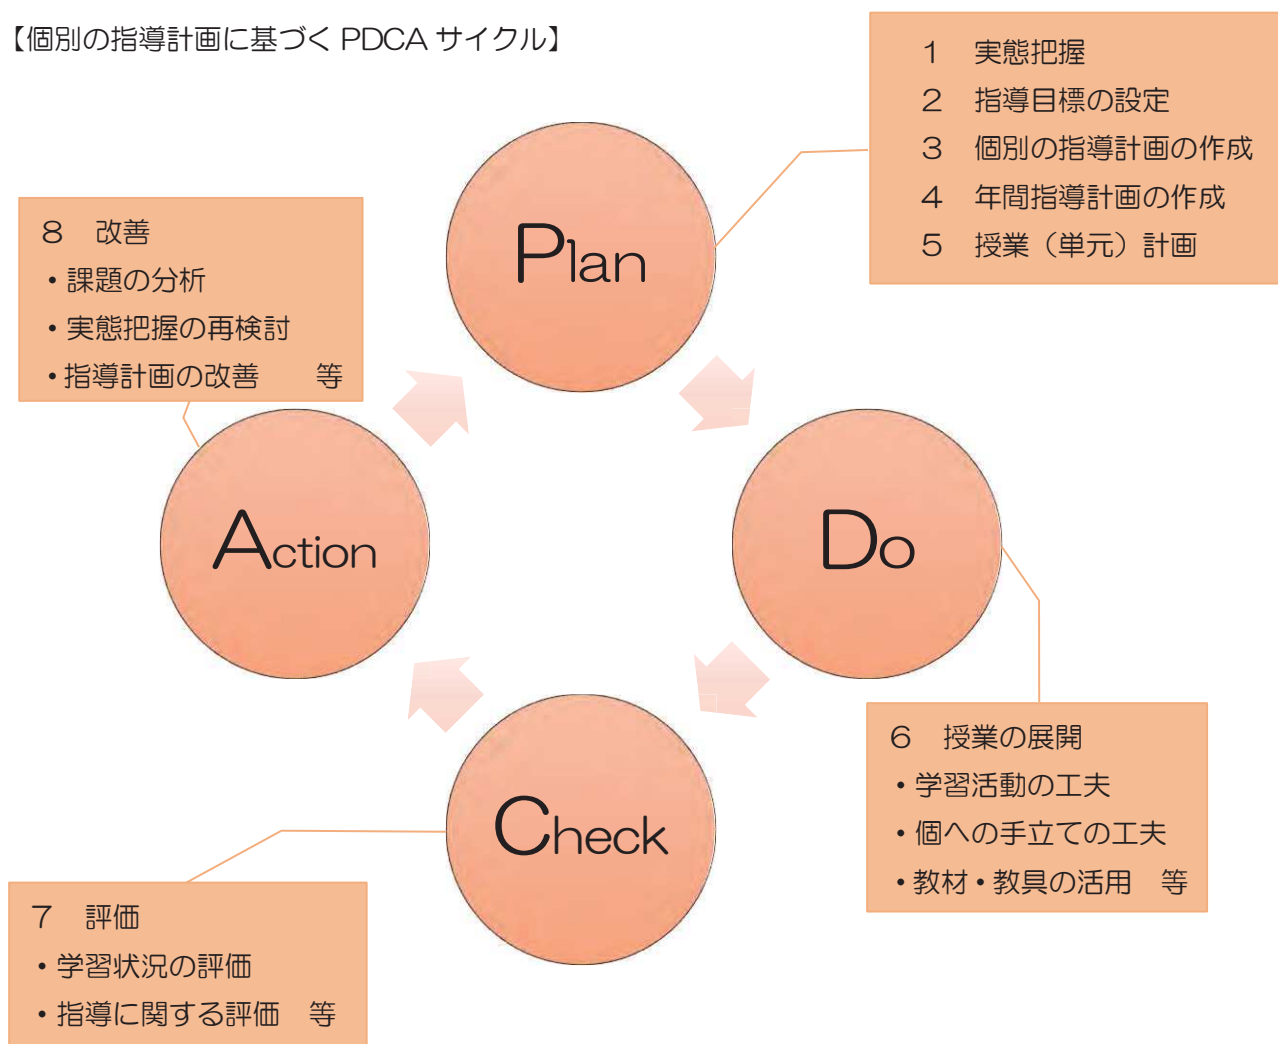 【個別の指導計画に基づく PDCA サイクル】
Plan
１　実態把握
２　指導目標の設定
３　個別の指導計画の作成
４　年間指導計画の作成
５　授業（単元）計画
Do
６　授業の展開
・学習活動の工夫
・個への手立ての工夫
・教材・教具の活用　等
Check
７　評価
・学習状況の評価
・指導に関する評価　等
Action
８　改善
・課題の分析
・実態把握の再検討
・指導計画の改善　　等